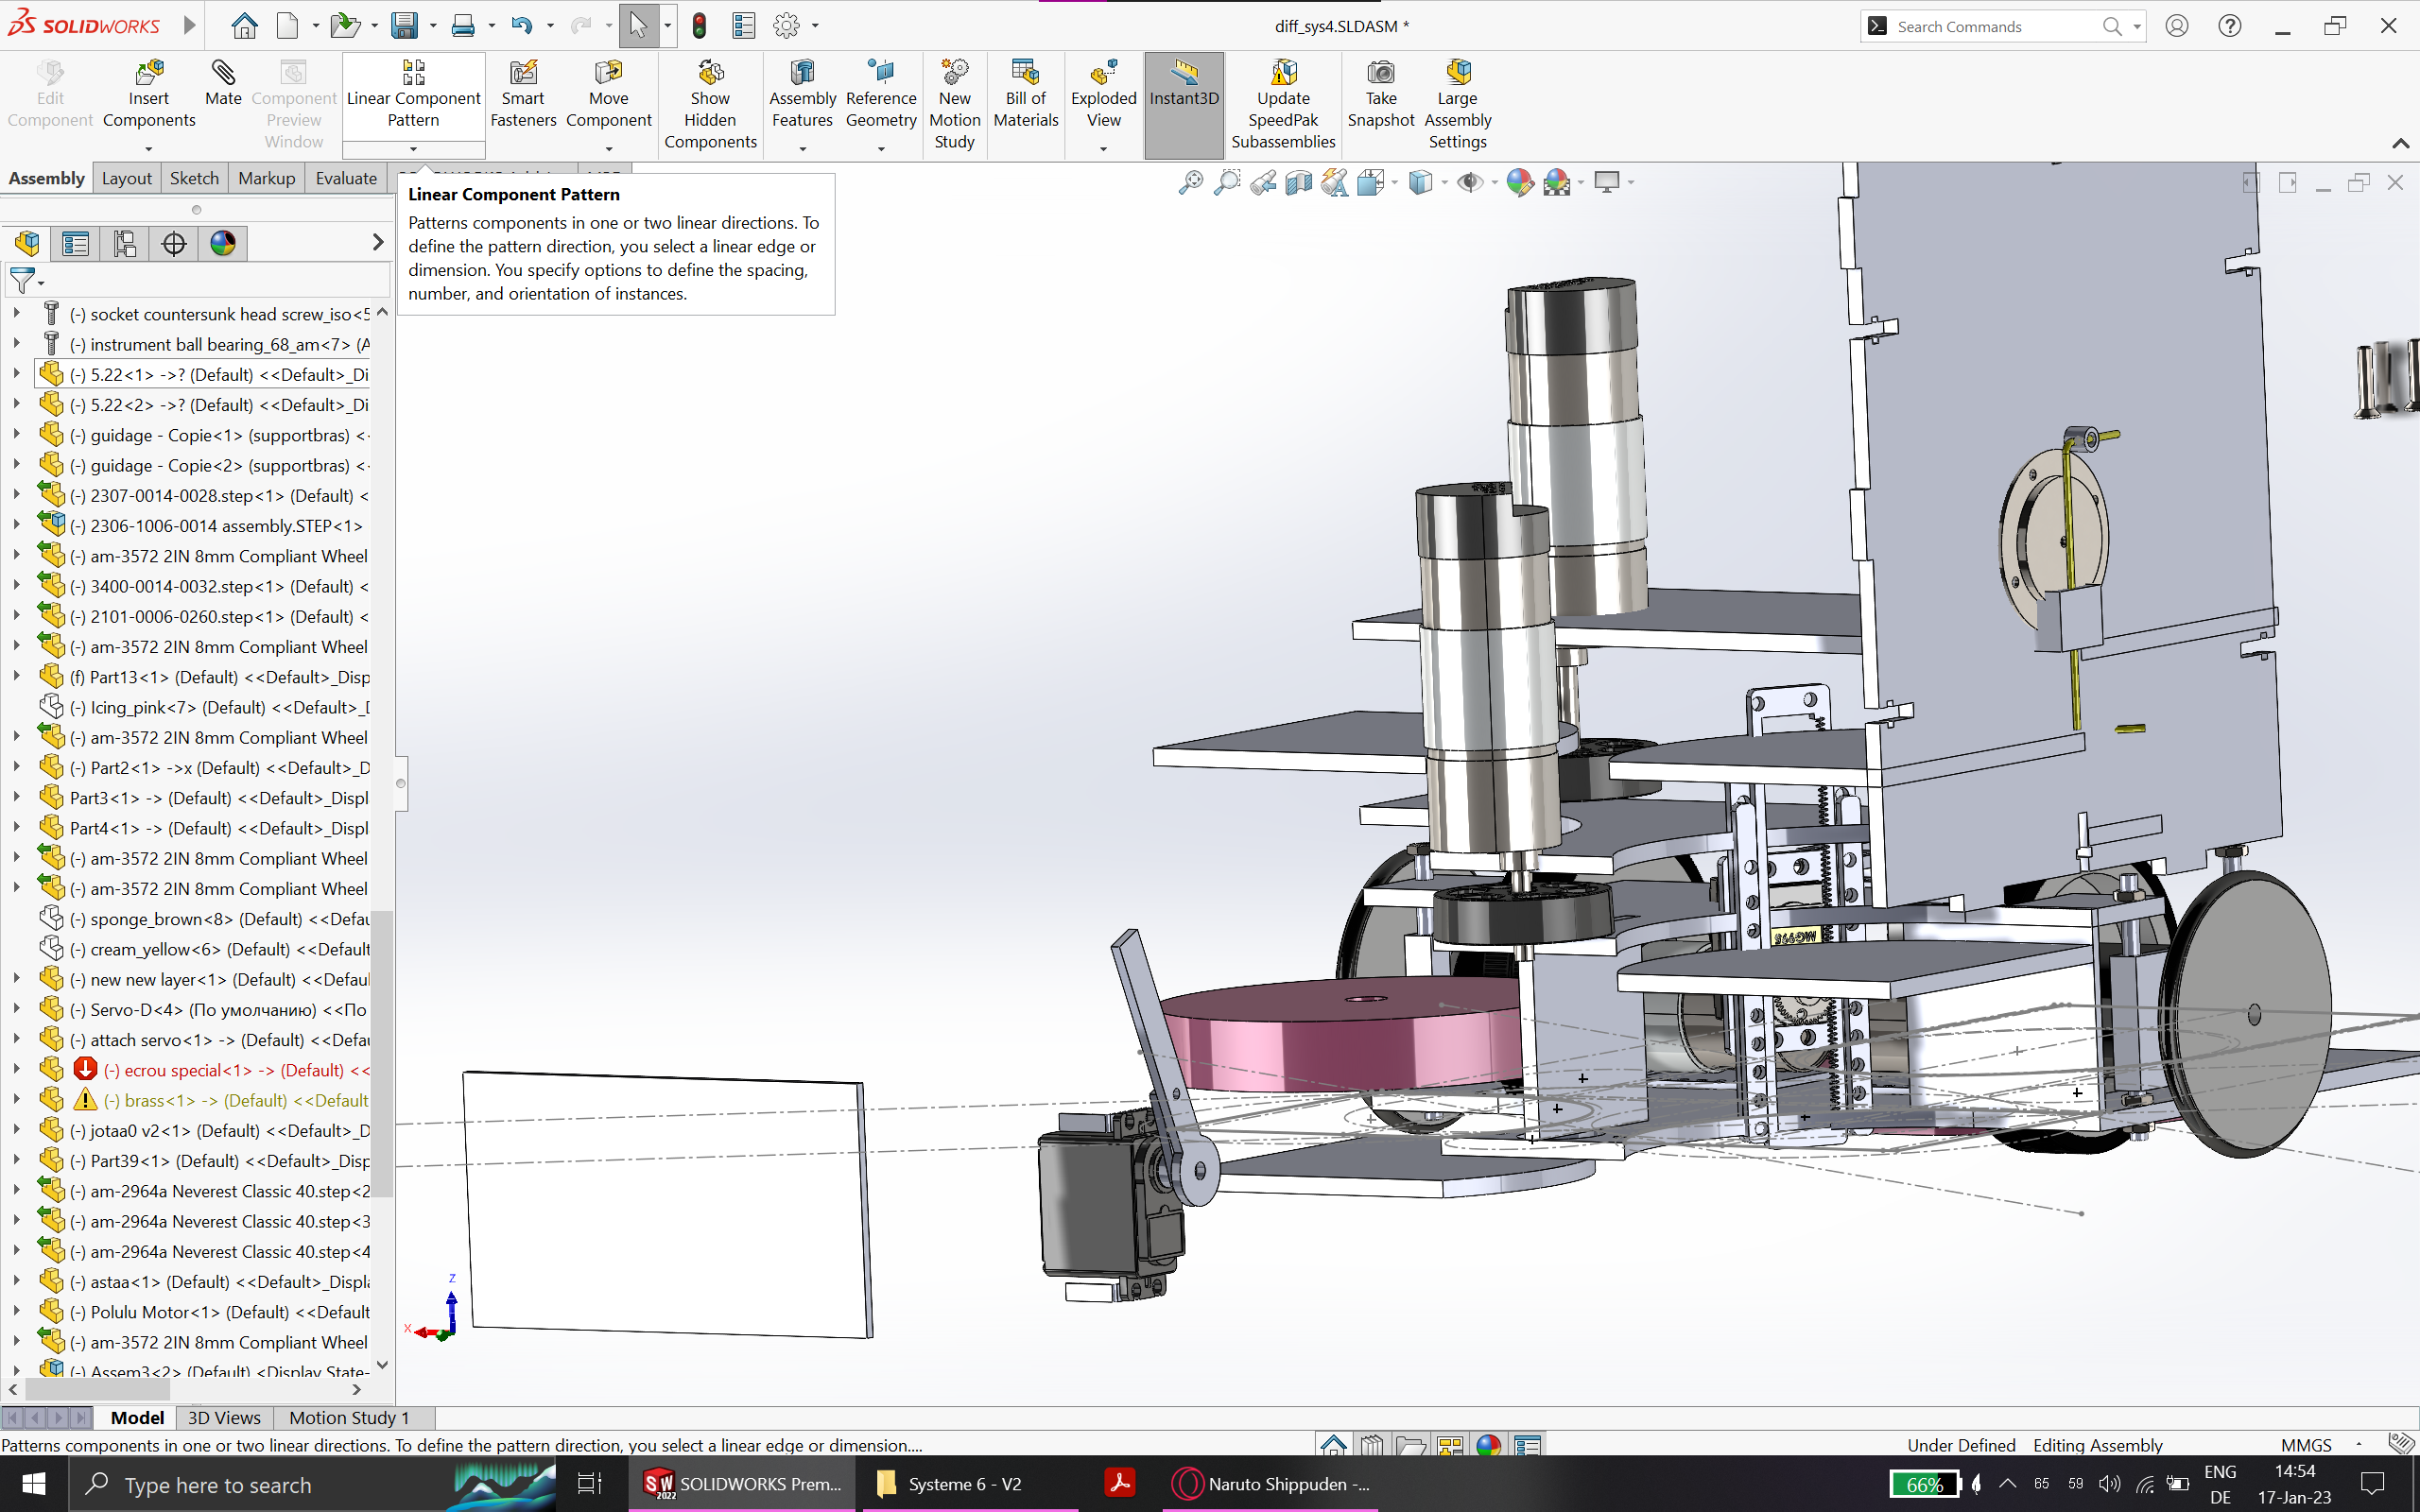 SOLIDWORKS
diff_sys4.SLDASM *
Search Commands
Edit Component
Insert Components
Mate
Component Preview Window
Linear Component Pattern
Smart Fasteners
Move Component
Show Hidden Components
Assembly Features
Reference Geometry
New Motion Study
Bill of Materials
Exploded View
Instant3D
Update SpeedPak Subassemblies
Take Snapshot
Large Assembly Settings
Assembly
Layout
Sketch
Markup
Evaluate
Linear Component Pattern
Patterns components in one or two linear directions. To
define the pattern direction, you select a linear edge or
dimension. You specify options to define the spacing,
number, and orientation of instances.
(-) socket countersunk head screw_iso<5
(-) instrument ball bearing_68_am<7> (A
(-) 5.22<1> ->? (Default) <<Default>_Di
(-) 5.22<2> ->? (Default) <<Default>_Di
(-) guidage - Copie<1> (supportbras) <
(-) guidage - Copie<2> (supportbras) <
(-) 2307-0014-0028.step<1> (Default) <
(-) 2306-1006-0014 assembly.STEP<1>
(-) am-3572 2IN 8mm Compliant Wheel
(-) 3400-0014-0032.step<1> (Default) <
(-) 2101-0006-0260.step<1> (Default) <
(-) am-3572 2IN 8mm Compliant Wheel
(f) Part13<1> (Default) <<Default>_Disp
(-) Icing_pink<7> (Default) <<Default>_D
(-) am-3572 2IN 8mm Compliant Wheel
(-) Part2<1> ->x (Default) <<Default>_D
Part3<1> -> (Default) <<Default>_Displ
Part4<1> -> (Default) <<Default>_Displ
(-) am-3572 2IN 8mm Compliant Wheel
(-) am-3572 2IN 8mm Compliant Wheel
(-) sponge_brown<8> (Default) <<Defau
(-) cream_yellow<6> (Default) <<Default
(-) new new layer<1> (Default) <<Defaul
(-) Servo-D<4> (По умолчанию) <<По
(-) attach servo<1> -> (Default) <<Defau
(-) ecrou special<1> -> (Default) <<
(-) brass<1> -> (Default) <<Default
(-) jotaa0 v2<1> (Default) <<Default>_D
(-) Part39<1> (Default) <<Default>_Disp
(-) am-2964a Neverest Classic 40.step<2
(-) am-2964a Neverest Classic 40.step<3
(-) am-2964a Neverest Classic 40.step<4
(-) astaa<1> (Default) <<Default>_Displa
(-) Polulu Motor<1> (Default) <<Default
(-) am-3572 2IN 8mm Compliant Wheel
(-) Assem3<2> (Default) <Display State-
MG995
Z
X
Model
3D Views
Motion Study 1
Patterns components in one or two linear directions. To define the pattern direction, you select a linear edge or dimension....
Under Defined
Editing Assembly
MMGS
Type here to search
SW 2022
SOLIDWORKS Prem...
Systeme 6 - V2
Naruto Shippuden -...
66%
65
59
ENG
DE
14:54
17-Jan-23